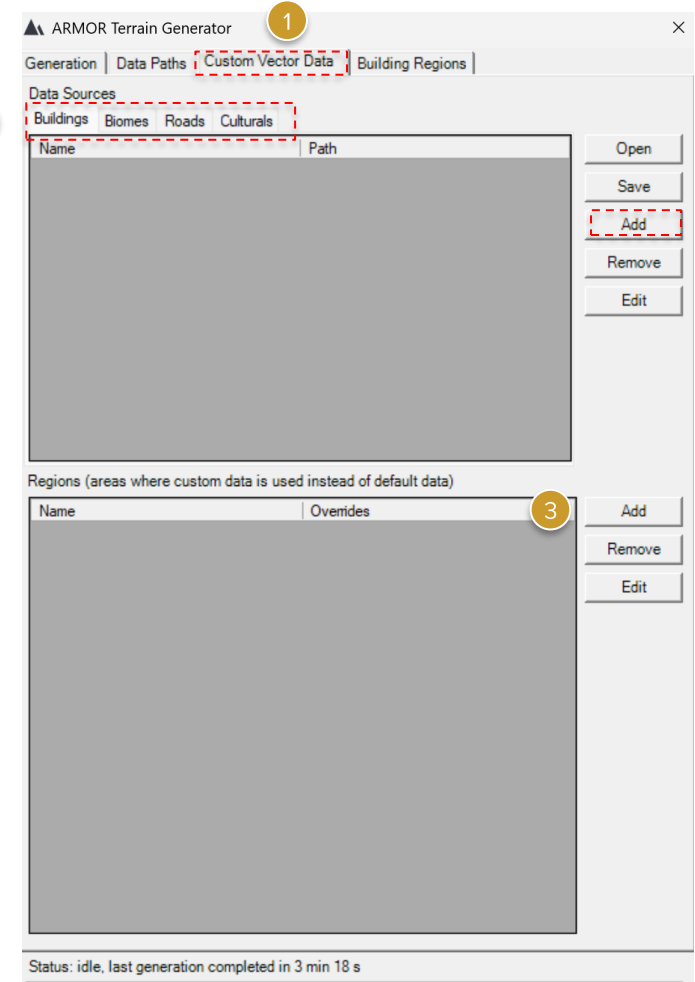 1
ARMOR Terrain Generator
Generation Data Paths Custom Vector Data Building Regions
Data Sources
Buildings Biomes Roads Culturals
Name Path
Open
Save
Add
Remove
Edit
Regions (areas where custom data is used instead of default data)
Name Overrides
3
Add
Remove
Edit
Status: idle, last generation completed in 3 min 18 s